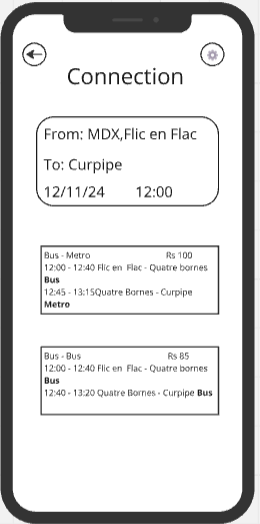 Connection
From: MDX,Flic en Flac
To: Curpipe
12/11/24 12:00
Bus - Metro Rs 100
12:00 - 12:40 Flic en Flac - Quatre bornes
Bus
12:45 - 13:15Quatre Bornes - Curpipe
Metro
Bus - Bus Rs 85
12:00 - 12:40 Flic en Flac - Quatre bornes
Bus
12:40 - 13:20 Quatre Bornes - Curpipe Bus